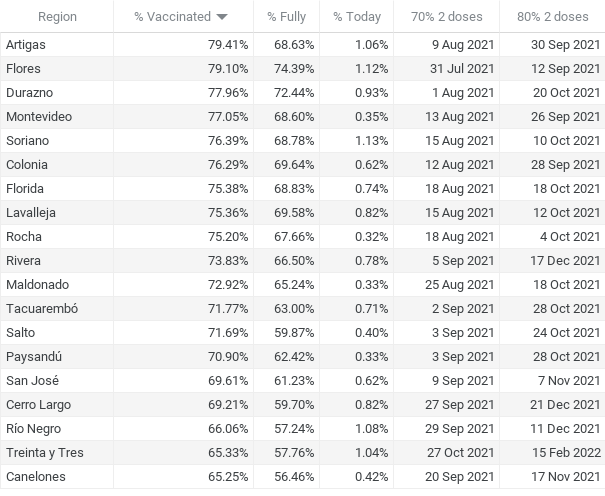 Region % Vaccinated % Fully % Today 70% 2 doses 80% 2 doses
Artigas 79.41% 68.63% 1.06% 9 Aug 2021 30 Sep 2021
Flores 79.10% 74.39% 1.12% 31 Jul 2021 12 Sep 2021
Durazno 77.96% 72.44% 0.93% 1 Aug 2021 20 Oct 2021
Montevideo 77.05% 68.60% 0.35% 13 Aug 2021 26 Sep 2021
Soriano 76.39% 68.78% 1.13% 15 Aug 2021 10 Oct 2021
Colonia 76.29% 69.64% 0.62% 12 Aug 2021 28 Sep 2021
Florida 75.38% 68.83% 0.74% 18 Aug 2021 18 Oct 2021
Lavalleja 75.36% 69.58% 0.82% 15 Aug 2021 12 Oct 2021
Rocha 75.20% 67.66% 0.32% 18 Aug 2021 4 Oct 2021
Rivera 73.83% 66.50% 0.78% 5 Sep 2021 17 Dec 2021
Maldonado 72.92% 65.24% 0.33% 25 Aug 2021 18 Oct 2021
Tacuarembó 71.77% 63.00% 0.71% 2 Sep 2021 28 Oct 2021
Salto 71.69% 59.87% 0.40% 3 Sep 2021 24 Oct 2021
Paysandú 70.90% 62.42% 0.33% 3 Sep 2021 28 Oct 2021
San José 69.61% 61.23% 0.62% 9 Sep 2021 7 Nov 2021
Cerro Largo 69.21% 59.70% 0.82% 27 Sep 2021 21 Dec 2021
Río Negro 66.06% 57.24% 1.08% 29 Sep 2021 11 Dec 2021
Treinta y Tres 65.33% 57.76% 1.04% 27 Oct 2021 15 Feb 2022
Canelones 65.25% 56.46% 0.42% 20 Sep 2021 17 Nov 2021